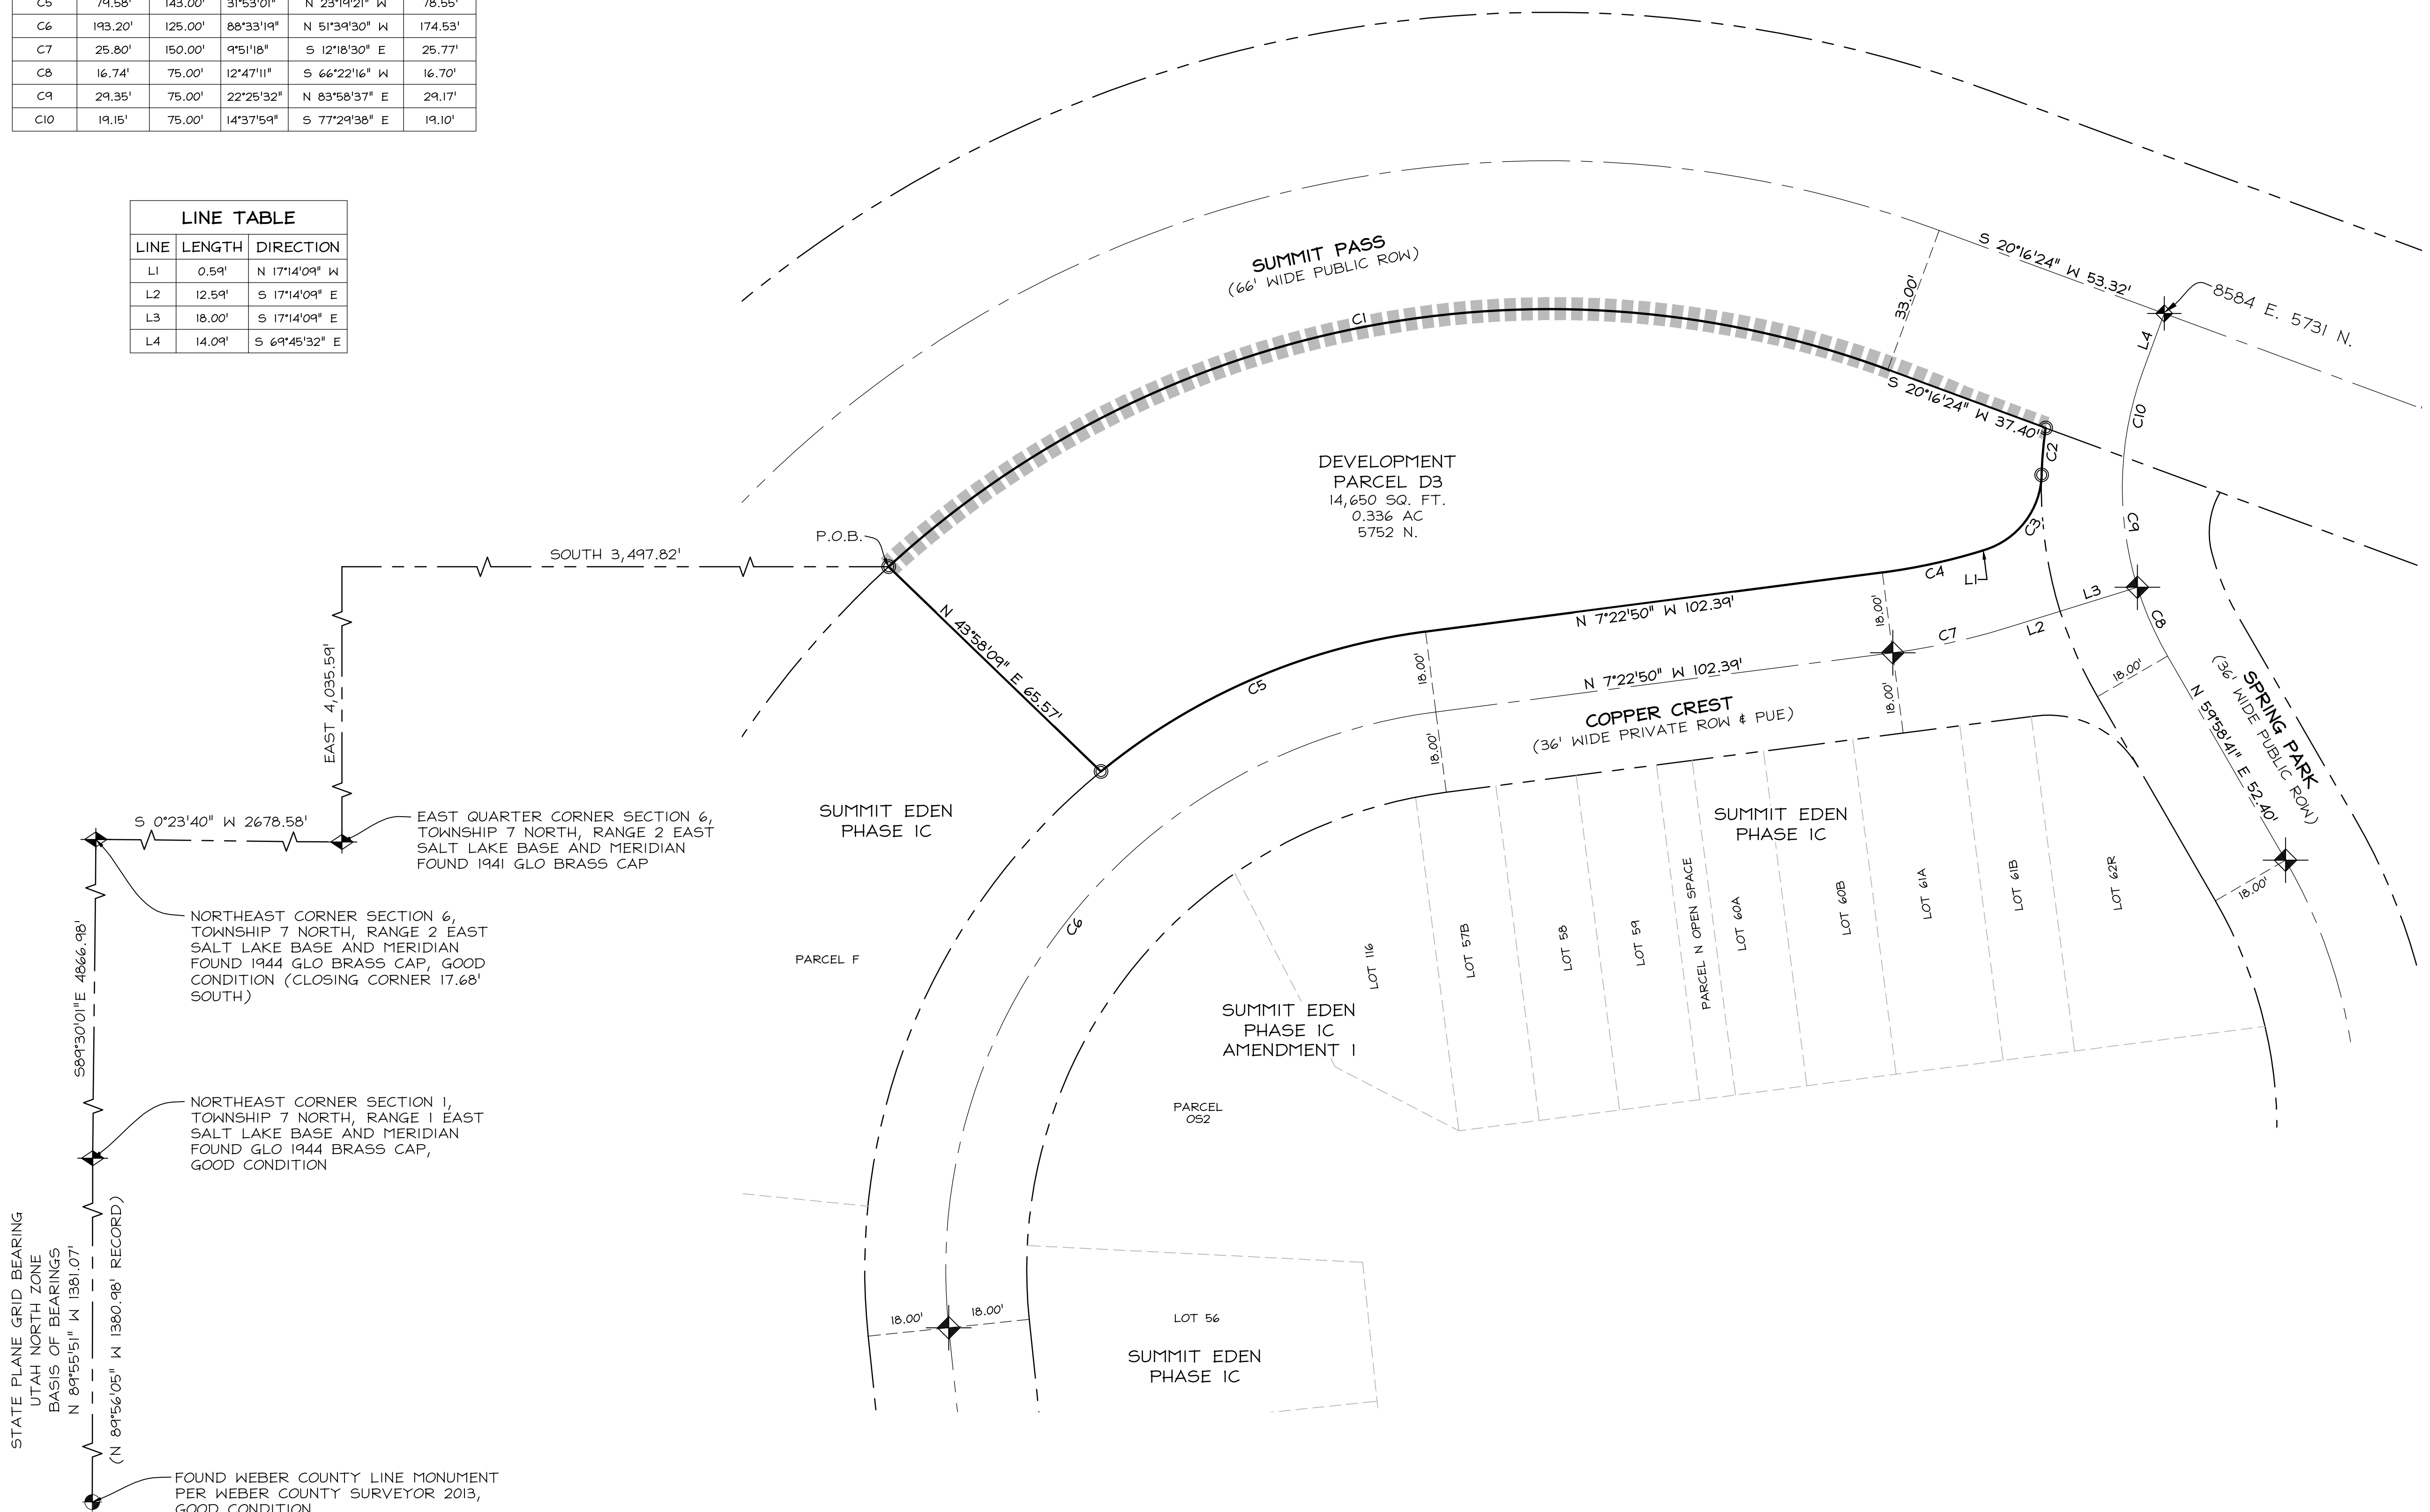 C5 79.58' 143.00' 31°53'01" N 23°19'21" W 78.55'
C6 193.20' 125.00' 88°33'19" N 51°39'30" W 174.53'
C7 25.80' 150.00' 9°51'18" S 12°18'30" E 25.77'
C8 16.74' 75.00' 12°47'11" S 66°22'16" W 16.70'
C9 29.35' 75.00' 22°25'32" N 83°58'37" E 29.17'
C10 19.15' 75.00' 14°37'59" S 77°29'38" E 19.10'
LINE TABLE
LINE LENGTH DIRECTION
L1 0.59' N 17°14'09" W
L2 12.59' S 17°14'09" E
L3 18.00' S 17°14'09" E
L4 14.09' S 69°45'32" E
SUMMIT PASS
(66' WIDE PUBLIC ROW)
C1
33.00'
S 20°16'24" W 53.32'
8584 E. 5731 N.
L4
S 20°16'24" W 37.40'
C2
C10
C3
C9
DEVELOPMENT
PARCEL D3
14,650 SQ. FT.
0.336 AC
5752 N.
P.O.B.
SOUTH 3,497.82'
EAST 4,035.59'
N 43°58'09" E 65.57'
C5
N 7°22'50" W 102.39'
C4
L1
18.00'
18.00'
N 7°22'50" W 102.39'
C7
L2
L3
C8
18.00'
18.00'
COPPER CREST
(36' WIDE PRIVATE ROW & PUE)
18.00'
SPRING PARK
(36' WIDE PUBLIC ROW)
N 59°58'41" E 52.40'
18.00'
S 0°23'40" W 2678.58'
EAST QUARTER CORNER SECTION 6,
TOWNSHIP 7 NORTH, RANGE 2 EAST
SALT LAKE BASE AND MERIDIAN
FOUND 1941 GLO BRASS CAP
SUMMIT EDEN
PHASE 1C
SUMMIT EDEN
PHASE 1C
NORTHEAST CORNER SECTION 6,
TOWNSHIP 7 NORTH, RANGE 2 EAST
SALT LAKE BASE AND MERIDIAN
FOUND 1944 GLO BRASS CAP, GOOD
CONDITION (CLOSING CORNER 17.68'
SOUTH)
S89°30'01"E 4866.98'
PARCEL F
C6
LOT 116
LOT 57B
LOT 58
LOT 59
PARCEL N OPEN SPACE
LOT 60A
LOT 60B
LOT 61A
LOT 61B
LOT 62R
SUMMIT EDEN
PHASE 1C
AMENDMENT 1
PARCEL
OS2
NORTHEAST CORNER SECTION 1,
TOWNSHIP 7 NORTH, RANGE 1 EAST
SALT LAKE BASE AND MERIDIAN
FOUND GLO 1944 BRASS CAP,
GOOD CONDITION
STATE PLANE GRID BEARING
UTAH NORTH ZONE
BASIS OF BEARINGS
N 89°55'51" W 1381.07'
(N 89°56'05" W 1380.98' RECORD)
18.00'
18.00'
LOT 56
SUMMIT EDEN
PHASE 1C
FOUND WEBER COUNTY LINE MONUMENT
PER WEBER COUNTY SURVEYOR 2013,
GOOD CONDITION